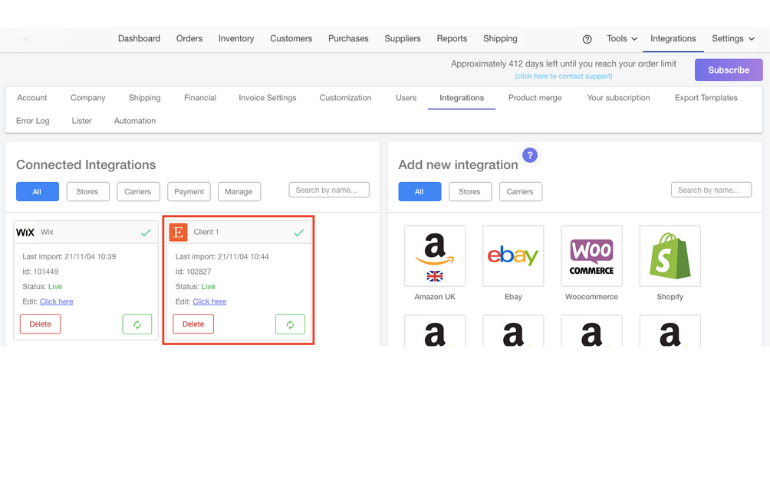 Dashboard Orders Inventory Customers Purchases Suppliers Reports Shipping ? Tools Integrations Settings
Approximately 412 days left until you reach your order limit
(click here to contact support)
Subscribe
Account Company Shipping Financial Invoice Settings Customization Users Integrations Product merge Your subscription Export Templates
Error Log Lister Automation
Connected Integrations
All Stores Carriers Payment Manage Search by name...
WiX Wix
Last import: 21/11/04 10:39
Id: 101449
Status: Live
Edit: Click here
Delete
E Client 1
Last import: 21/11/04 10:44
Id: 102827
Status: Live
Edit: Click here
Delete
Add new integration ?
All Stores Carriers Search by name...
a
Amazon UK
ebay
Ebay
WOO
COMMERCE
Woocommerce
S
Shopify
a a a a